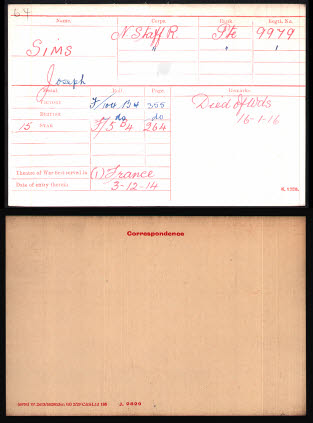 Name. Corps. Rank. Regtl. No.
SIMS N Staff R Pte 9979
" " "
Joseph
Medal. Roll. Page. Remarks.
VICTORY F/104 B4 355 Died of Wds
BRITISH do do 16-1-16
15 STAR F/5 B4 264
Theatre of War first served in (1) France
Date of entry therein 3-12-14
Correspondence